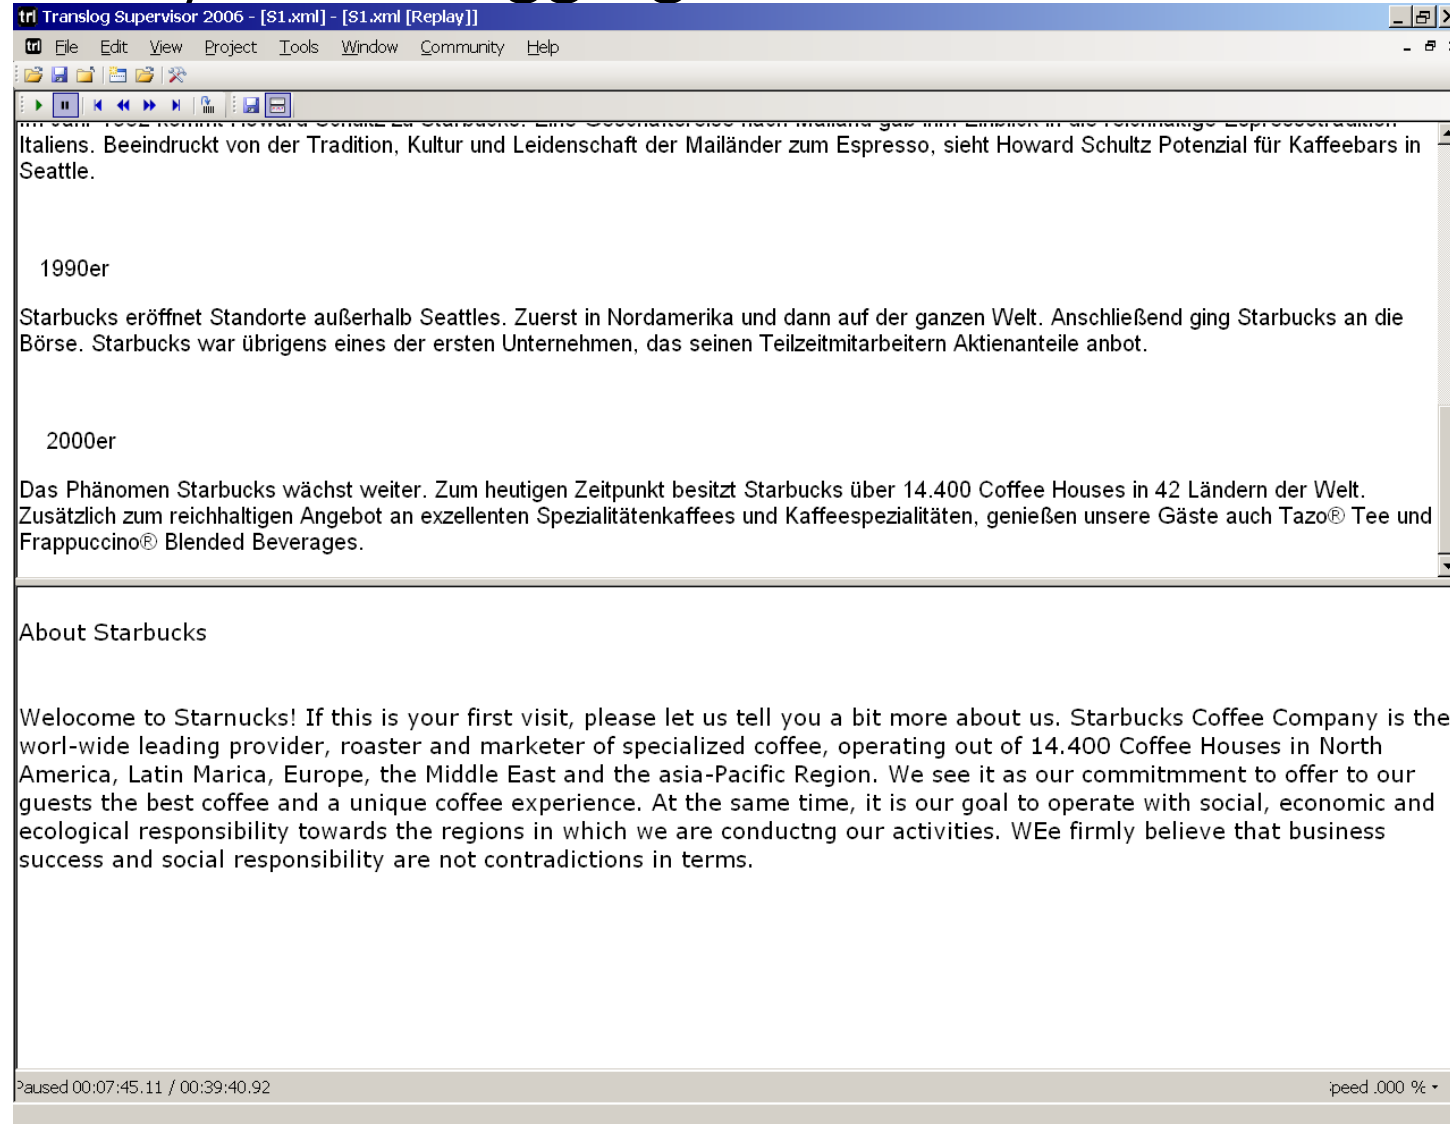 Translog Supervisor 2006 - [S1.xml] - [S1.xml [Replay]]
File Edit View Project Tools Window Community Help
Italiens. Beeindruckt von der Tradition, Kultur und Leidenschaft der Mailänder zum Espresso, sieht Howard Schultz Potenzial für Kaffeebars in
Seattle.
1990er
Starbucks eröffnet Standorte außerhalb Seattles. Zuerst in Nordamerika und dann auf der ganzen Welt. Anschließend ging Starbucks an die
Börse. Starbucks war übrigens eines der ersten Unternehmen, das seinen Teilzeitmitarbeitern Aktienanteile anbot.
2000er
Das Phänomen Starbucks wächst weiter. Zum heutigen Zeitpunkt besitzt Starbucks über 14.400 Coffee Houses in 42 Ländern der Welt.
Zusätzlich zum reichhaltigen Angebot an exzellenten Spezialitätenkaffees und Kaffeespezialitäten, genießen unsere Gäste auch Tazo® Tee und
Frappuccino® Blended Beverages.
About Starbucks
Welocome to Starnucks! If this is your first visit, please let us tell you a bit more about us. Starbucks Coffee Company is the
worl-wide leading provider, roaster and marketer of specialized coffee, operating out of 14.400 Coffee Houses in North
America, Latin Marica, Europe, the Middle East and the asia-Pacific Region. We see it as our commitmment to offer to our
guests the best coffee and a unique coffee experience. At the same time, it is our goal to operate with social, economic and
ecological responsibility towards the regions in which we are conductng our activities. WEe firmly believe that business
success and social responsibility are not contradictions in terms.
Paused 00:07:45.11 / 00:39:40.92 peed .000 %